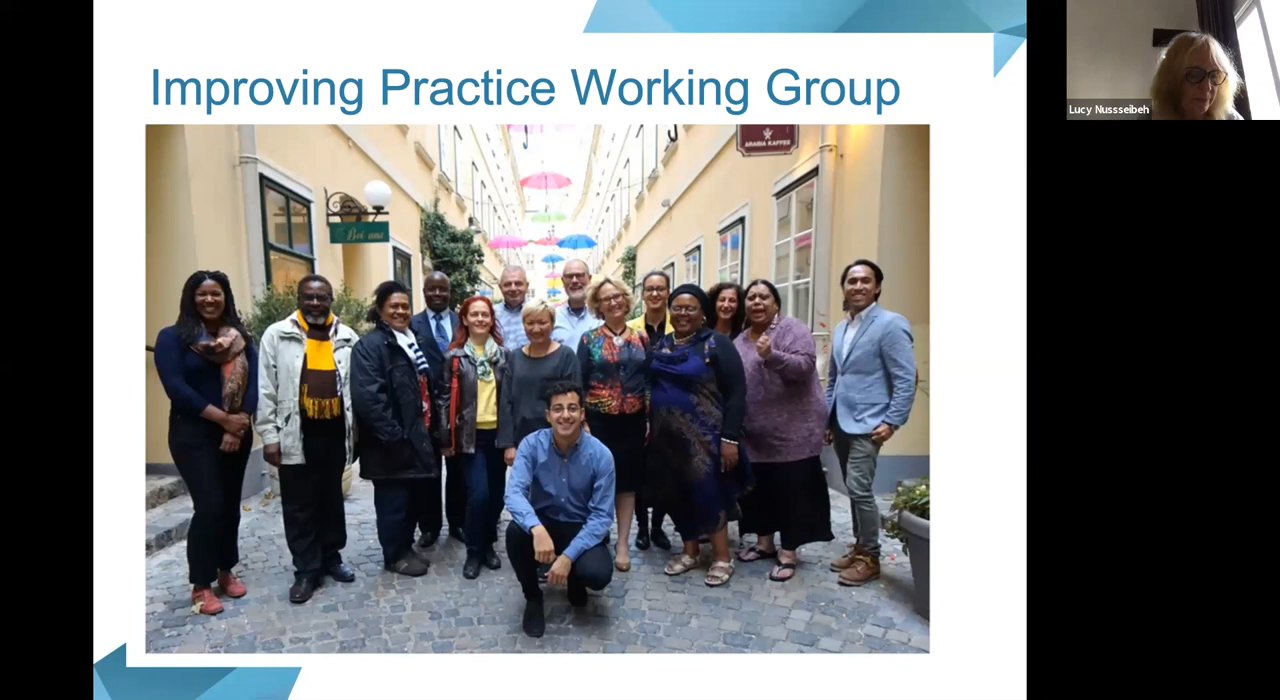 Improving Practice Working Group
ARABIA KAFFEE
Bei uns
Lucy Nussseibeh